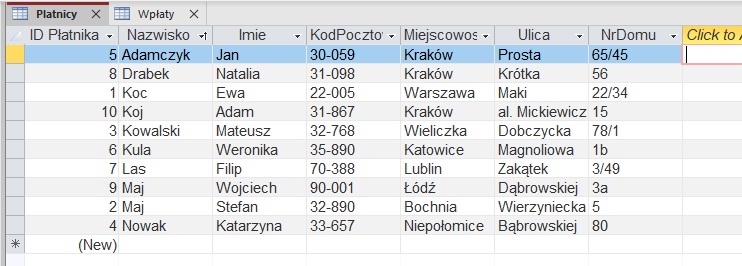 Platnicy Wpłaty
ID Płatnika Nazwisko Imie KodPoczto Miejscowos Ulica NrDomu Click to A
5 Adamczyk Jan 30-059 Kraków Prosta 65/45
8 Drabek Natalia 31-098 Kraków Krótka 56
1 Koc Ewa 22-005 Warszawa Maki 22/34
10 Koj Adam 31-867 Kraków al. Mickiewicz 15
3 Kowalski Mateusz 32-768 Wieliczka Dobczycka 78/1
6 Kula Weronika 35-890 Katowice Magnoliowa 1b
7 Las Filip 70-388 Lublin Zakątek 3/49
9 Maj Wojciech 90-001 Łódź Dąbrowskiej 3a
2 Maj Stefan 32-890 Bochnia Wierzyniecka 5
4 Nowak Katarzyna 33-657 Niepołomice Bąbrowskiej 80
(New)